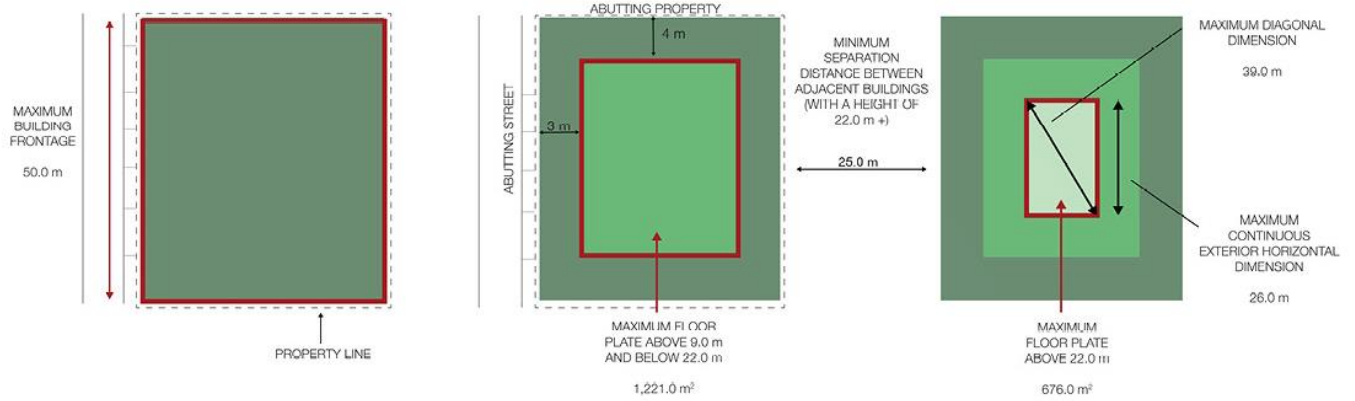 MAXIMUM
BUILDING
FRONTAGE
50.0 m
PROPERTY LINE
ABUTTING STREET
ABUTTING PROPERTY
4 m
3 m
MAXIMUM FLOOR
PLATE ABOVE 9.0 m
AND BELOW 22.0 m
1,221.0 m²
MINIMUM
SEPARATION
DISTANCE BETWEEN
ADJACENT BUILDINGS
(WITH A HEIGHT OF
22.0 m +)
25.0 m
MAXIMUM DIAGONAL
DIMENSION
39.0 m
MAXIMUM
CONTINUOUS
EXTERIOR HORIZONTAL
DIMENSION
26.0 m
MAXIMUM
FLOOR PLATE
ABOVE 22.0 m
676.0 m²